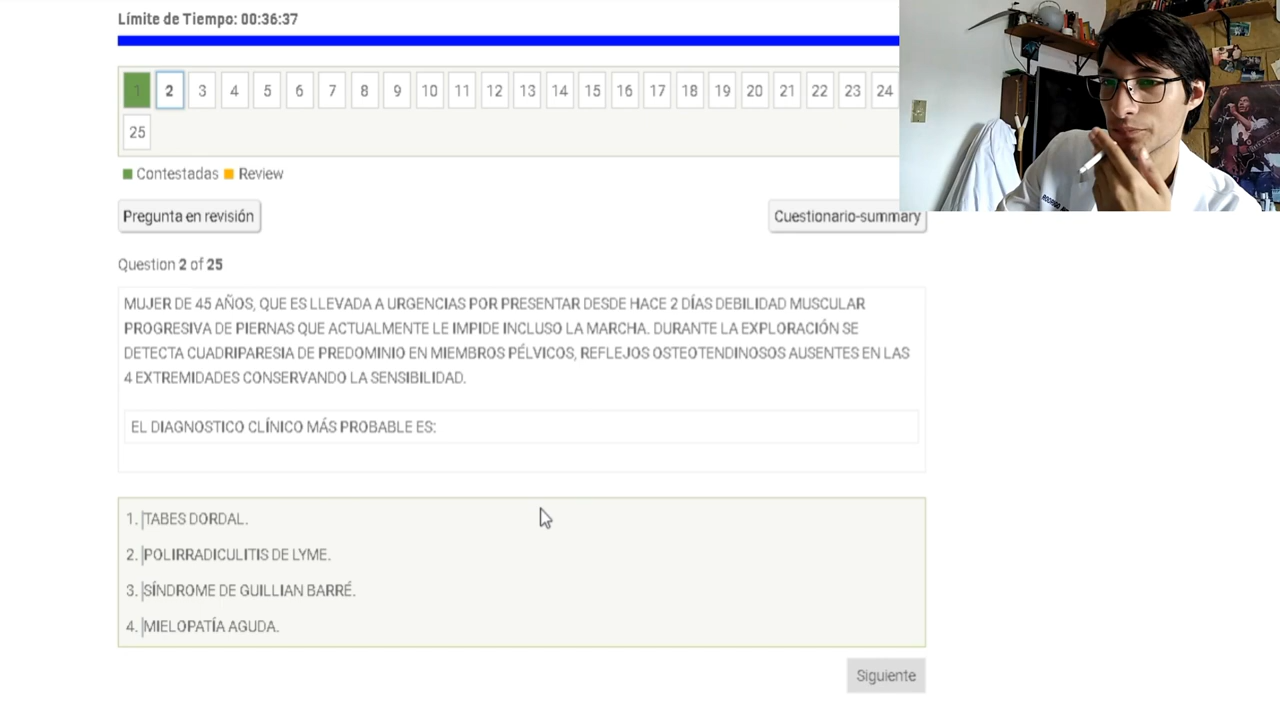 Límite de Tiempo: 00:36:37
1 2 3 4 5 6 7 8 9 10 11 12 13 14 15 16 17 18 19 20 21 22 23 24
25
Contestadas Review
Pregunta en revisión
Cuestionario-summary
Question 2 of 25
MUJER DE 45 AÑOS, QUE ES LLEVADA A URGENCIAS POR PRESENTAR DESDE HACE 2 DÍAS DEBILIDAD MUSCULAR
PROGRESIVA DE PIERNAS QUE ACTUALMENTE LE IMPIDE INCLUSO LA MARCHA. DURANTE LA EXPLORACIÓN SE
DETECTA CUADRIPARESIA DE PREDOMINIO EN MIEMBROS PÉLVICOS, REFLEJOS OSTEOTENDINOSOS AUSENTES EN LAS
4 EXTREMIDADES CONSERVANDO LA SENSIBILIDAD.
EL DIAGNOSTICO CLÍNICO MÁS PROBABLE ES:
1. TABES DORDAL.
2. POLIRRADICULITIS DE LYME.
3. SÍNDROME DE GUILLIAN BARRÉ.
4. MIELOPATÍA AGUDA.
Siguiente